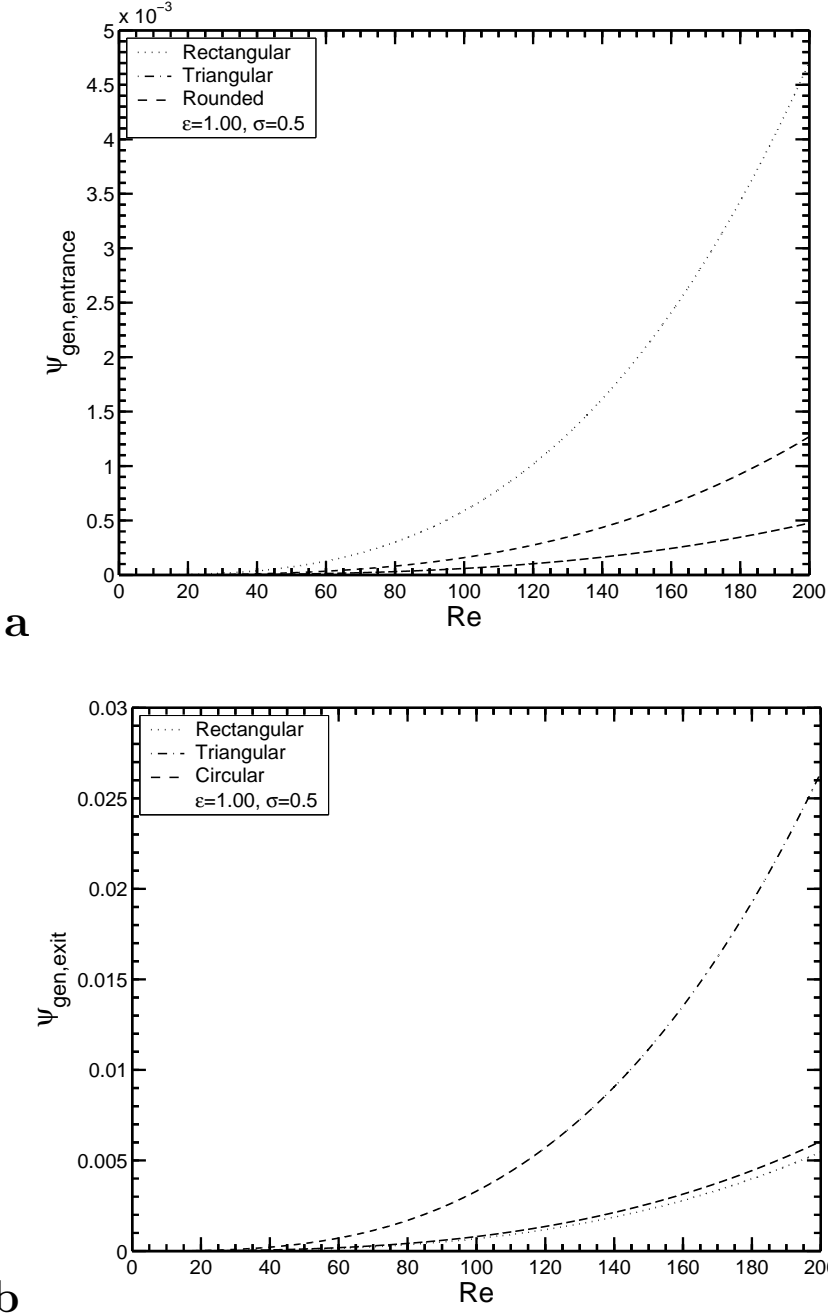 x 10⁻³
5
4.5
4
3.5
3
2.5
2
1.5
1
0.5
0
Rectangular
Triangular
Rounded
ε=1.00, σ=0.5
Ψgen,entrance
0 20 40 60 80 100 120 140 160 180 200
Re
a
0.03
0.025
0.02
0.015
0.01
0.005
0
Rectangular
Triangular
Circular
ε=1.00, σ=0.5
Ψgen,exit
0 20 40 60 80 100 120 140 160 180 200
Re
b